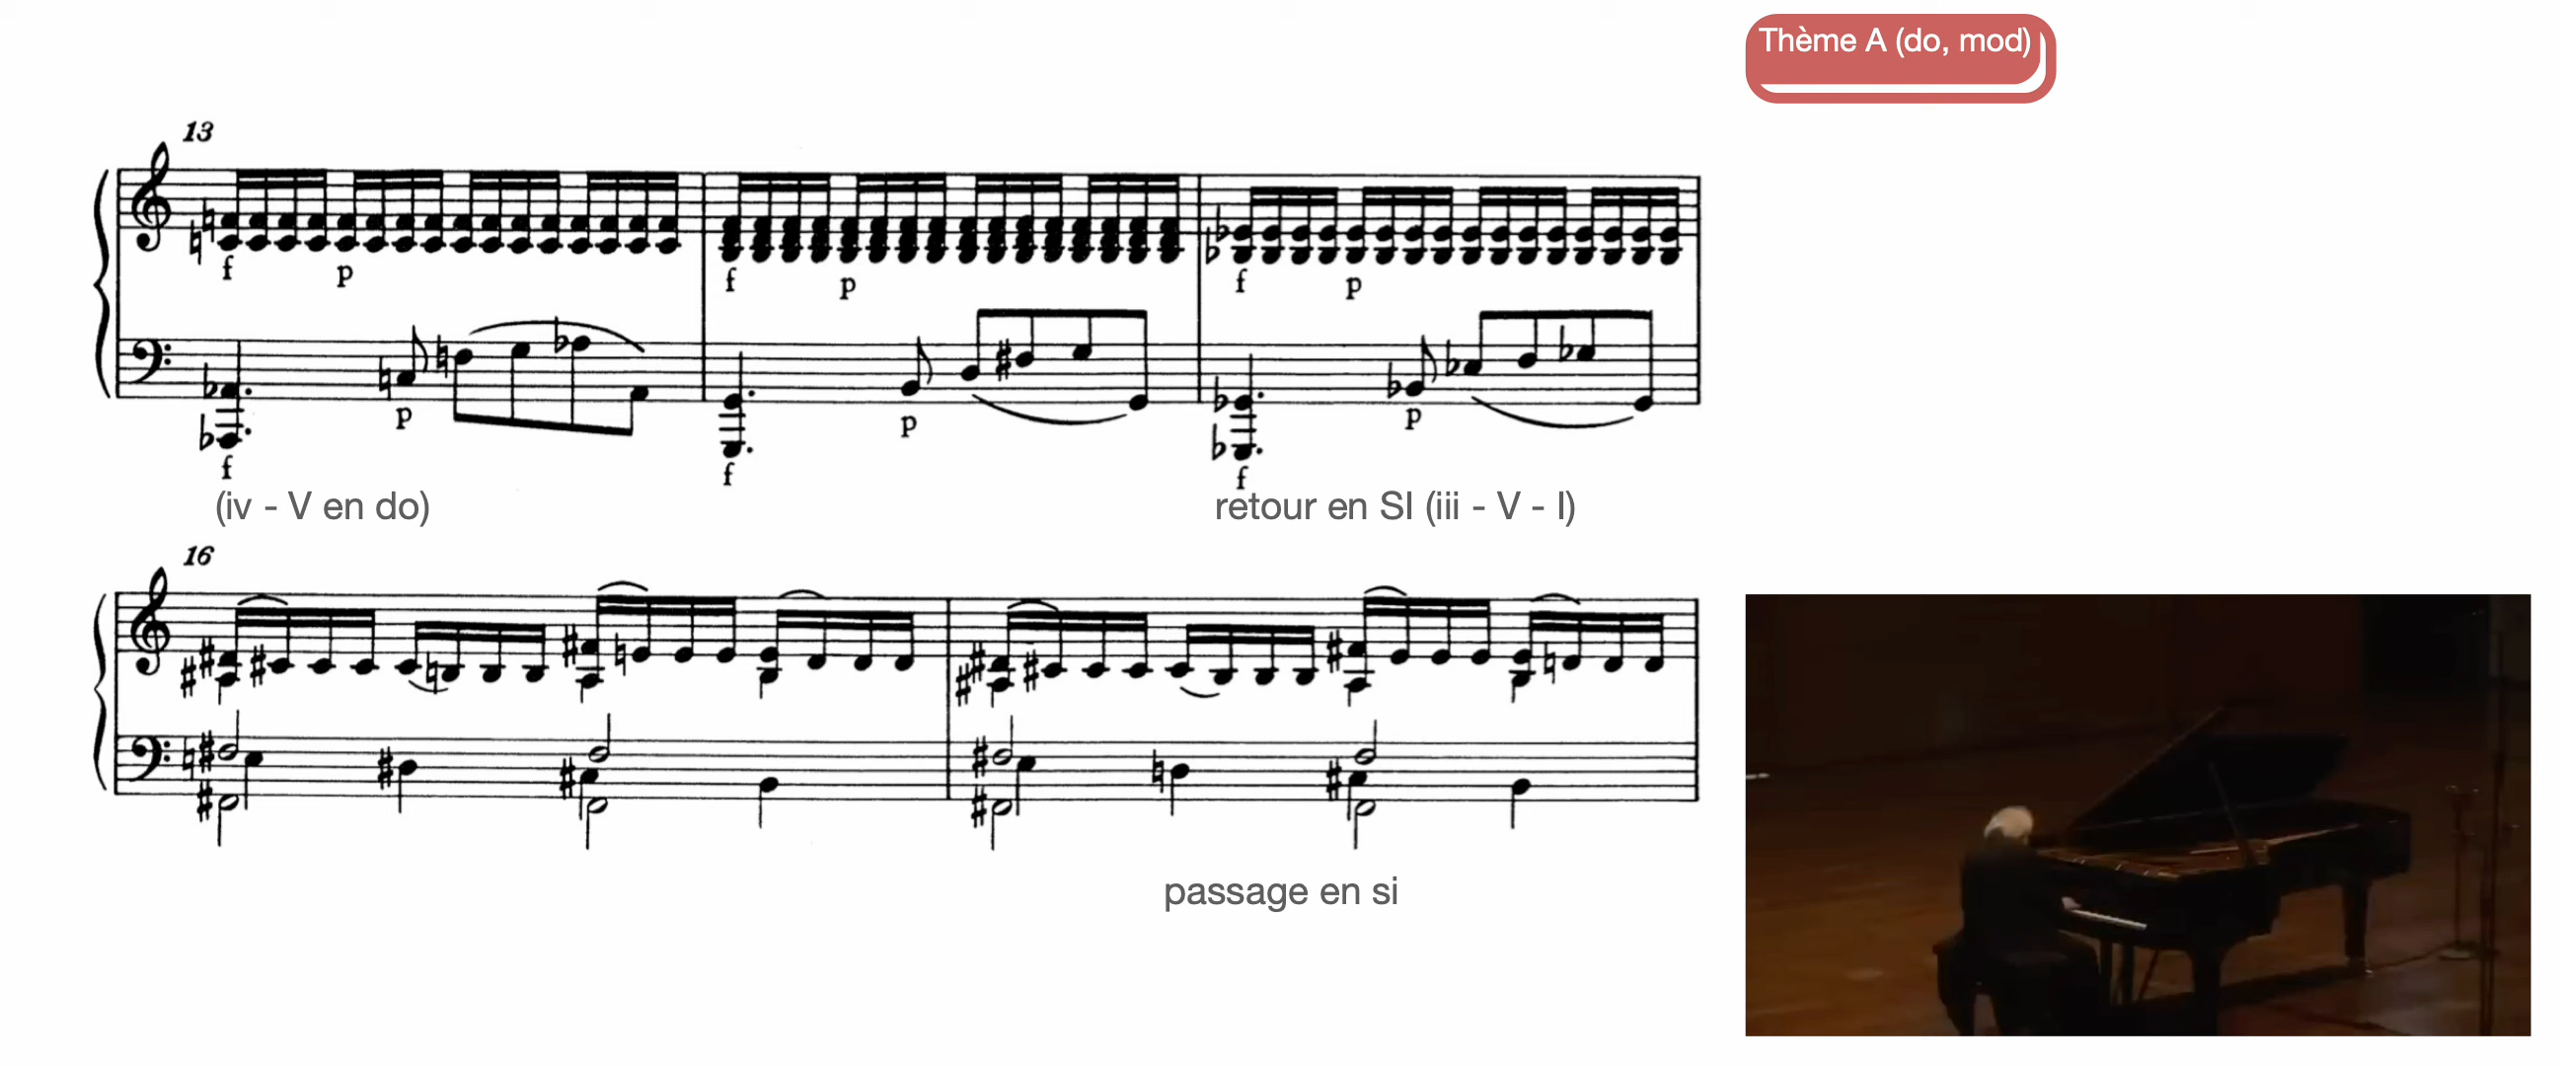 Thème A (do, mod)
13
f p f p f p
p p p
f f f
(iv - V en do) retour en SI (iii - V - I)
16
passage en si